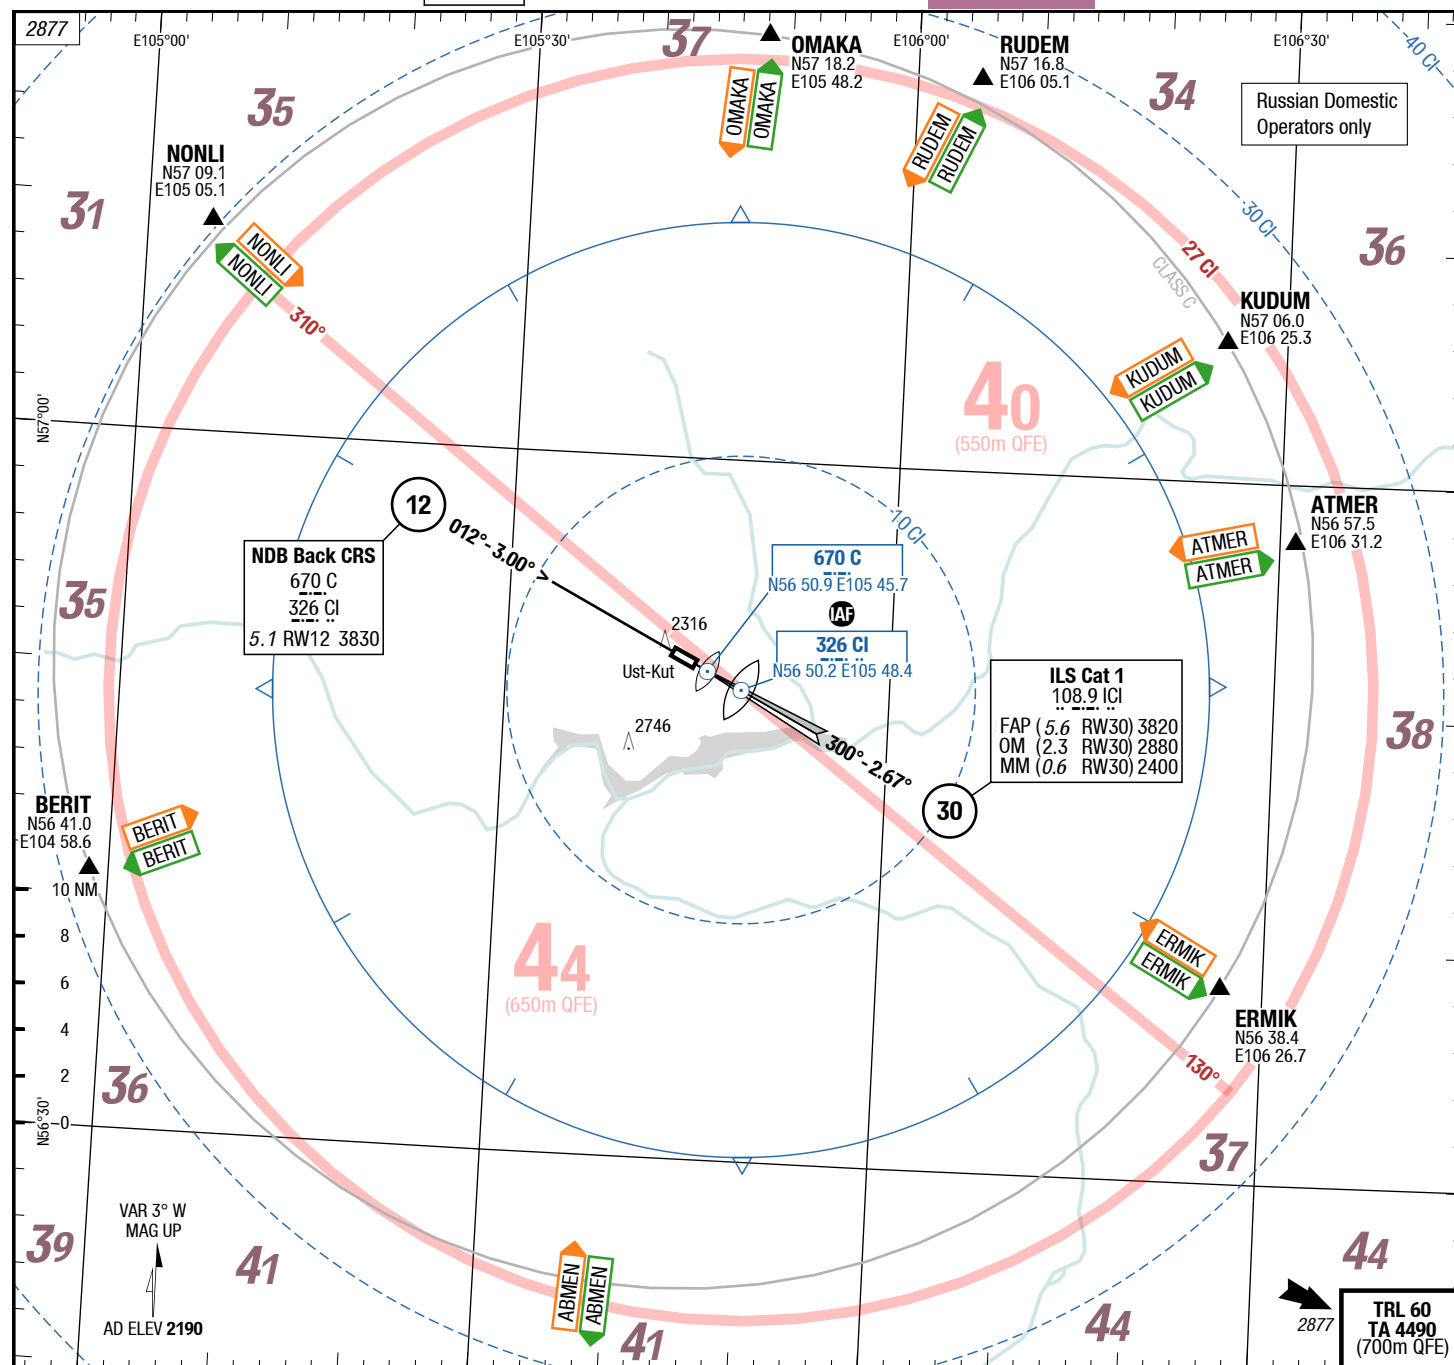 2877
E105°00'
E105°30'
E106°00'
E106°30'
40 CI
37
OMAKA
N57 18.2
E105 48.2
RUDEM
N57 16.8
E106 05.1
34
Russian Domestic
Operators only
35
OMAKA
OMAKA
RUDEM
RUDEM
NONLI
N57 09.1
E105 05.1
31
NONLI
NONLI
30 CI
27 CI
36
CLASS C
310°
KUDUM
N57 06.0
E106 25.3
KUDUM
KUDUM
40
(550m QFE)
N57°00'
12
012°- 3.00° >
10 CI
ATMER
N56 57.5
E106 31.2
ATMER
ATMER
NDB Back CRS
670 C
326 CI
5.1 RW12 3830
670 C
N56 50.9 E105 45.7
IAF
326 CI
N56 50.2 E105 48.4
35
2316
Ust-Kut
2746
ILS Cat 1
108.9 ICI
FAP (5.6 RW30) 3820
OM (2.3 RW30) 2880
MM (0.6 RW30) 2400
38
300°- 2.67°
30
BERIT
N56 41.0
E104 58.6
BERIT
BERIT
10 NM
8
6
4
2
0
44
(650m QFE)
ERMIK
ERMIK
ERMIK
N56 38.4
E106 26.7
130°
36
N56°30'
37
VAR 3° W
MAG UP
39
41
AD ELEV 2190
ABMEN
ABMEN
41
44
44
2877
TRL 60
TA 4490
(700m QFE)